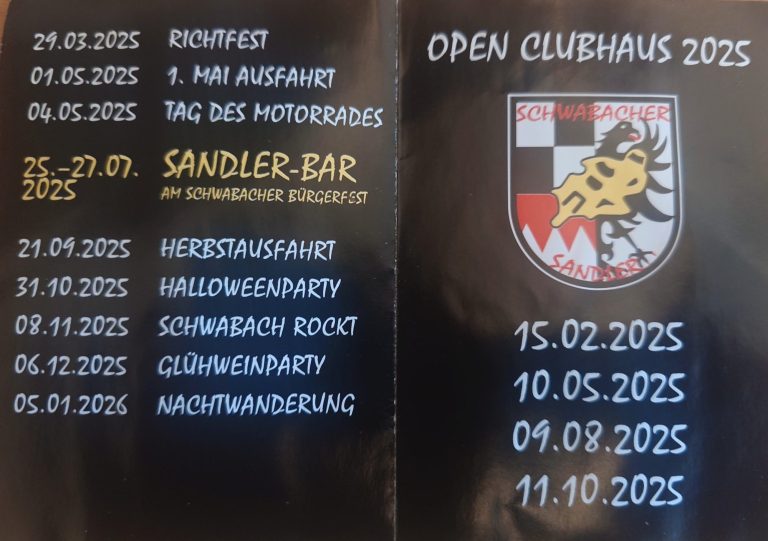 29.03.2025 RICHTFEST
01.05.2025 1. MAI AUSFAHRT
04.05.2025 TAG DES MOTORRADES
25.-27.07. SANDLER-BAR
2025 AM SCHWABACHER BÜRGERFEST
21.09.2025 HERBSTAUSFAHRT
31.10.2025 HALLOWEENPARTY
08.11.2025 SCHWABACH ROCKT
06.12.2025 GLÜHWEINPARTY
05.01.2026 NACHTWANDERUNG
OPEN CLUBHAUS 2025
SCHWABACHER
SANDLER
15.02.2025
10.05.2025
09.08.2025
11.10.2025